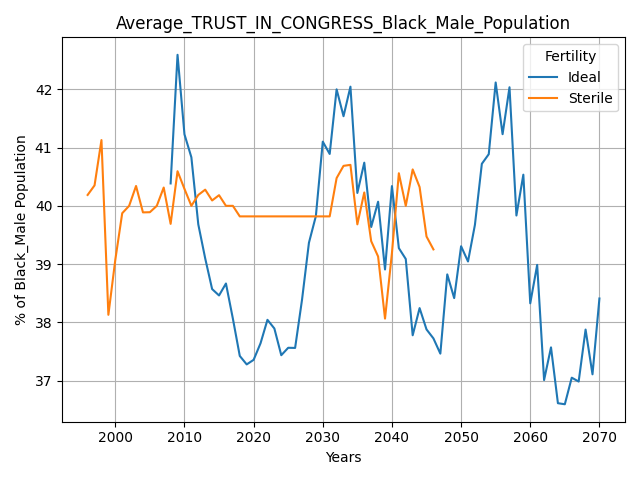 Average_TRUST_IN_CONGRESS_Black_Male_Population
Fertility
Ideal
Sterile
42
41
40
39
38
37
% of Black_Male Population
2000 2010 2020 2030 2040 2050 2060 2070
Years